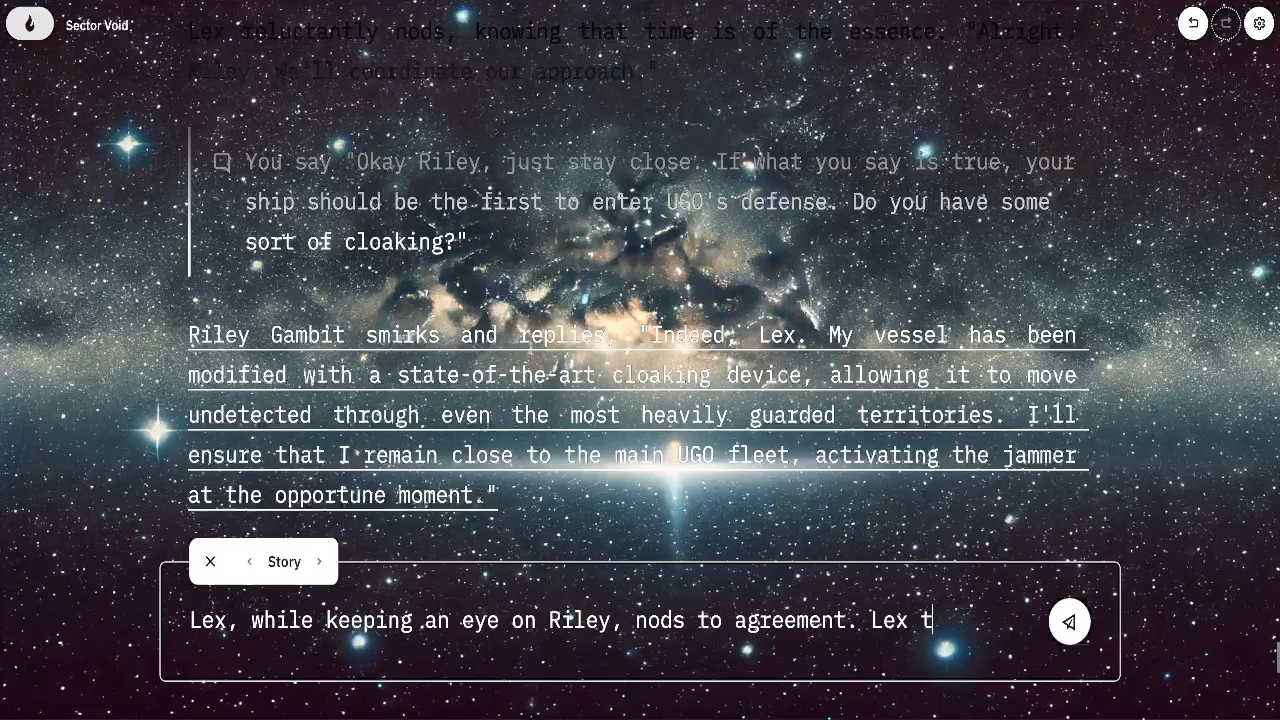 Sector Void
Lex reluctantly nods, knowing that time is of the essence. "Alright,
Riley. We'll coordinate our approach."
You say "Okay Riley, just stay close. If what you say is true, your
ship should be the first to enter UGO's defense. Do you have some
sort of cloaking?"
Riley Gambit smirks and replies, "Indeed, Lex. My vessel has been
modified with a state-of-the-art cloaking device, allowing it to move
undetected through even the most heavily guarded territories. I'll
ensure that I remain close to the main UGO fleet, activating the jammer
at the opportune moment."
Story
Lex, while keeping an eye on Riley, nods to agreement. Lex t